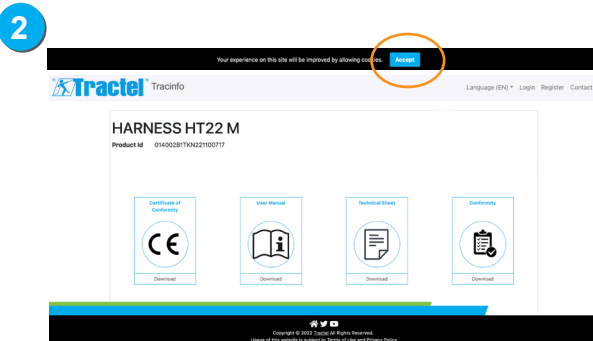 2
Your experience on this site will be improved by allowing cookies. Accept
Tractel Tracinfo
Language (EN) Login Register Contact
HARNESS HT22 M
Product Id 01400281TKN221100717
Certificate of
Conformity
User Manual
Technical Sheet
Conformity
CE
i
Download
Download
Download
Download
Copyright © 2022 Tractel All Rights Reserved.
Usage of this website is subject to Terms of Use and Privacy Policy